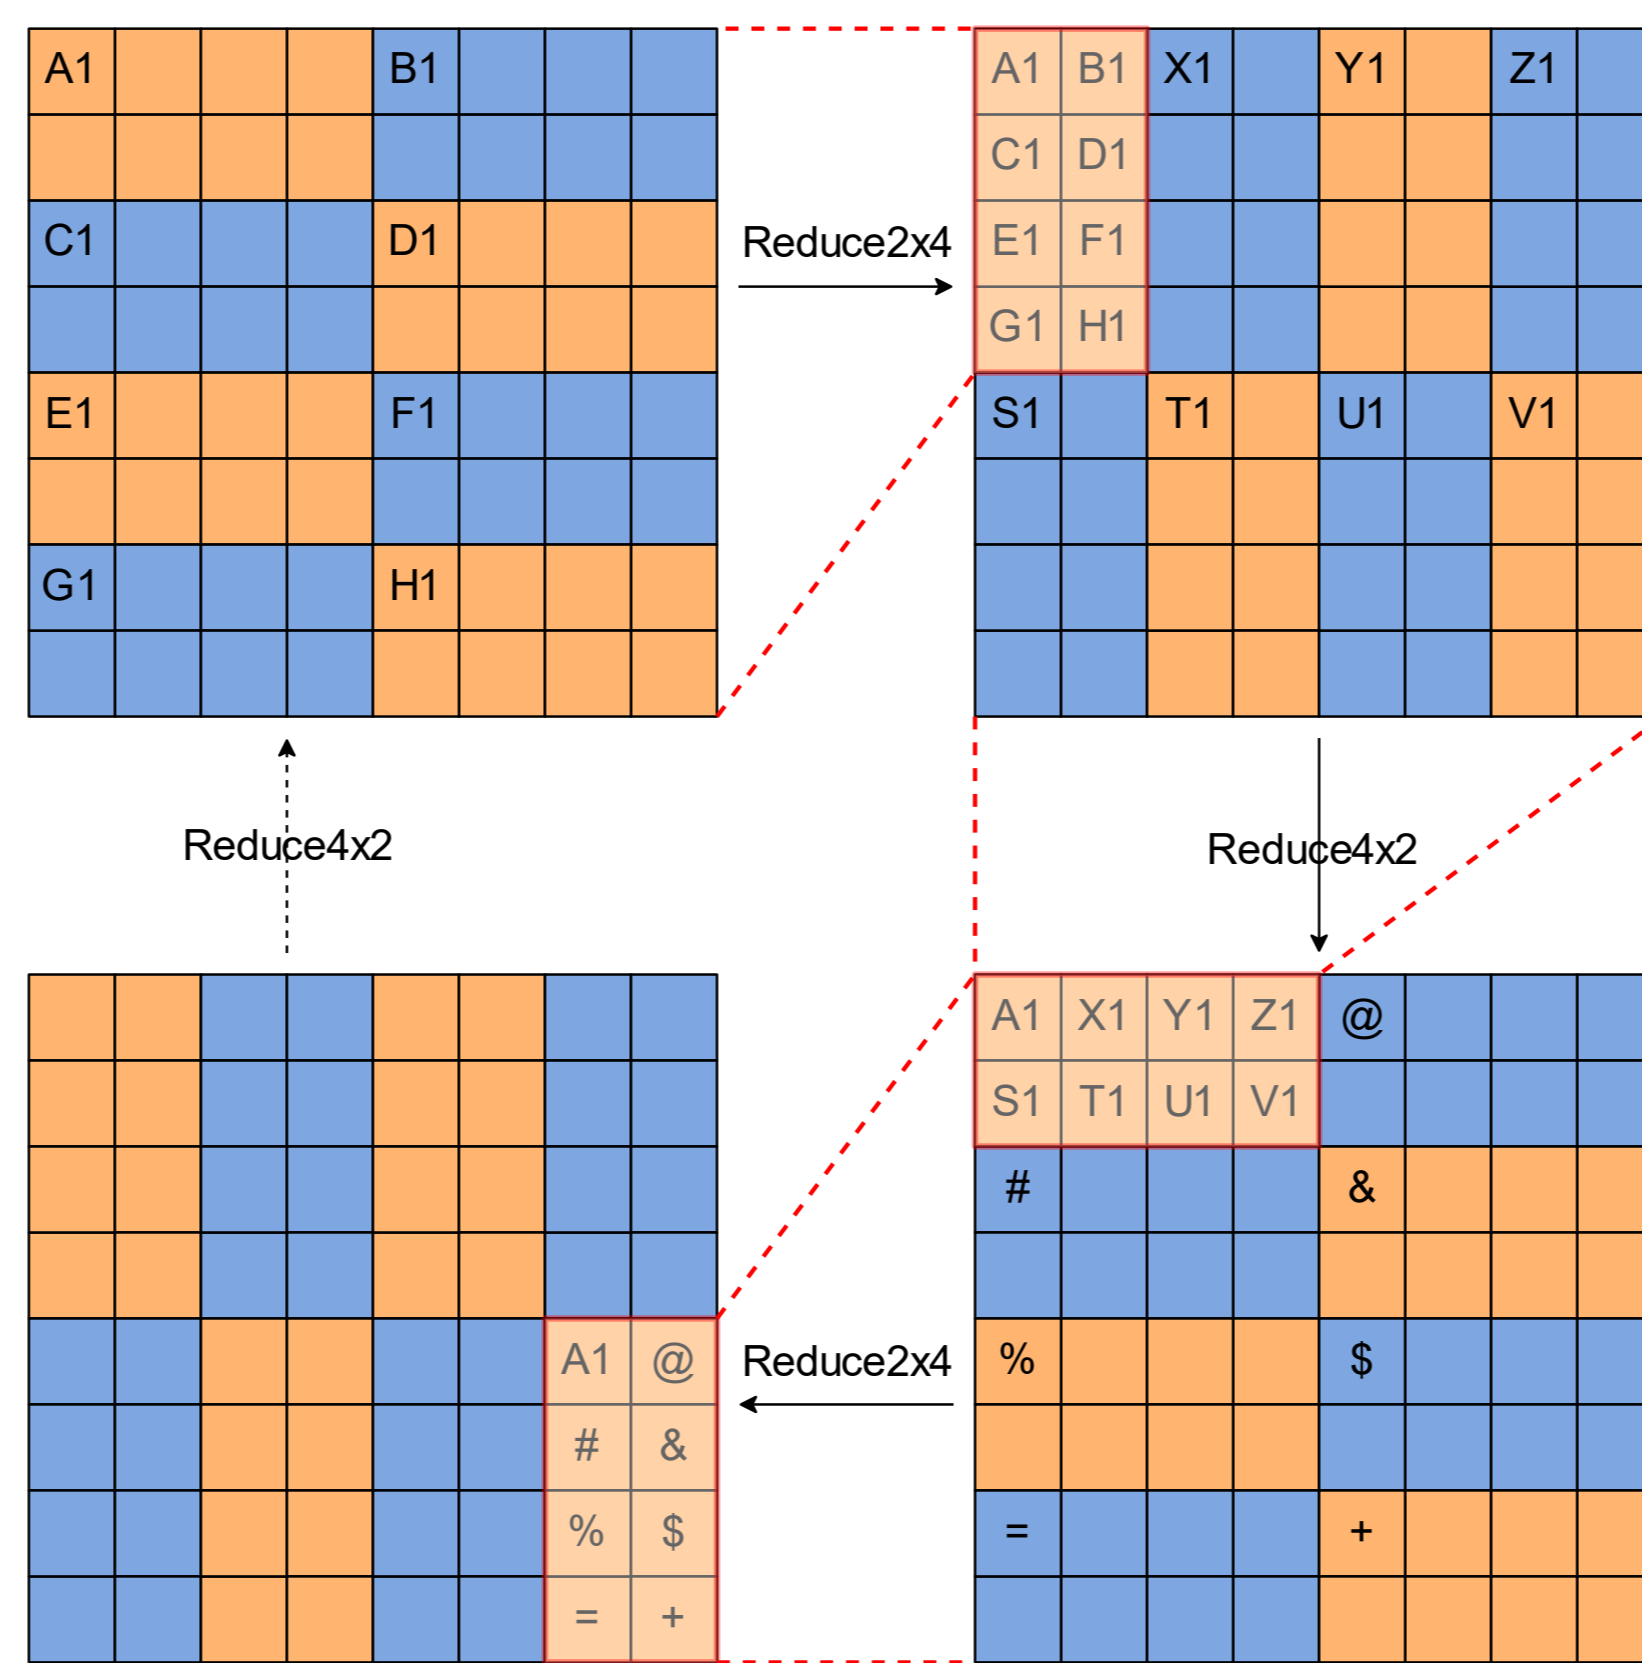 A1 B1
C1 D1
E1 F1
G1 H1
Reduce2x4
A1 B1 X1 Y1 Z1
C1 D1
E1 F1
G1 H1
S1 T1 U1 V1
Reduce4x2
Reduce4x2
A1 X1 Y1 Z1 @
S1 T1 U1 V1
# &
% $
= +
Reduce2x4
A1 @
# &
% $
= +